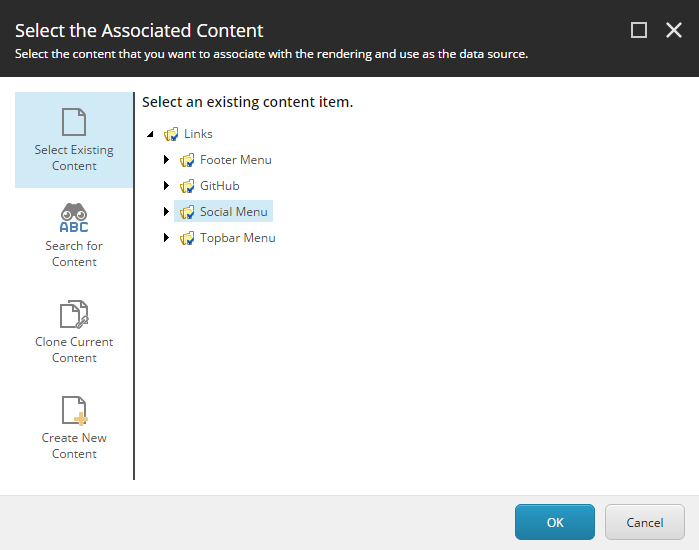 Select the Associated Content
Select the content that you want to associate with the rendering and use as the data source.
Select Existing
Content
ABC
Search for
Content
Clone Current
Content
Create New
Content
Select an existing content item.
Links
Footer Menu
GitHub
Social Menu
Topbar Menu
OK
Cancel